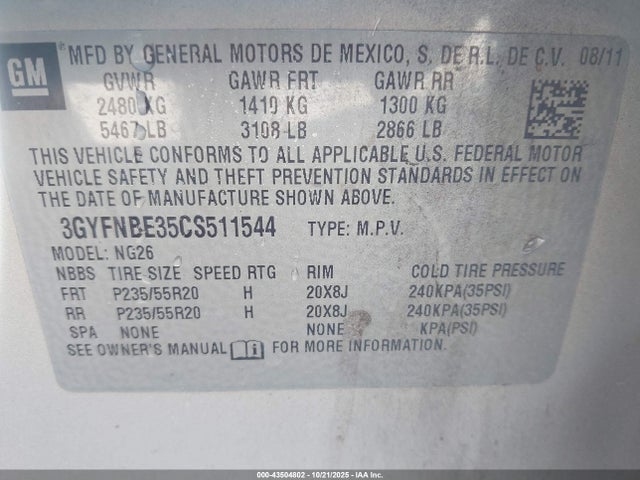 GM MFD BY GENERAL MOTORS DE MEXICO, S. DE R.L. DE C.V. 08/11
GVWR GAWR FRT GAWR RR
2480 KG 1410 KG 1300 KG
5467 LB 3108 LB 2866 LB
THIS VEHICLE CONFORMS TO ALL APPLICABLE U.S. FEDERAL MOTOR
VEHICLE SAFETY AND THEFT PREVENTION STANDARDS IN EFFECT ON
THE DATE OF MANUFACTURE SHOWN ABOVE.
3GYFNBE35CS511544 TYPE: M.P.V.
MODEL: NG26
NBBS TIRE SIZE SPEED RTG RIM COLD TIRE PRESSURE
FRT P235/55R20 H 20X8J 240KPA(35PSI)
RR P235/55R20 H 20X8J 240KPA(35PSI)
SPA NONE NONE KPA(PSI)
SEE OWNER'S MANUAL FOR MORE INFORMATION.
000-43504802 - 10/21/2025 - IAAI.com